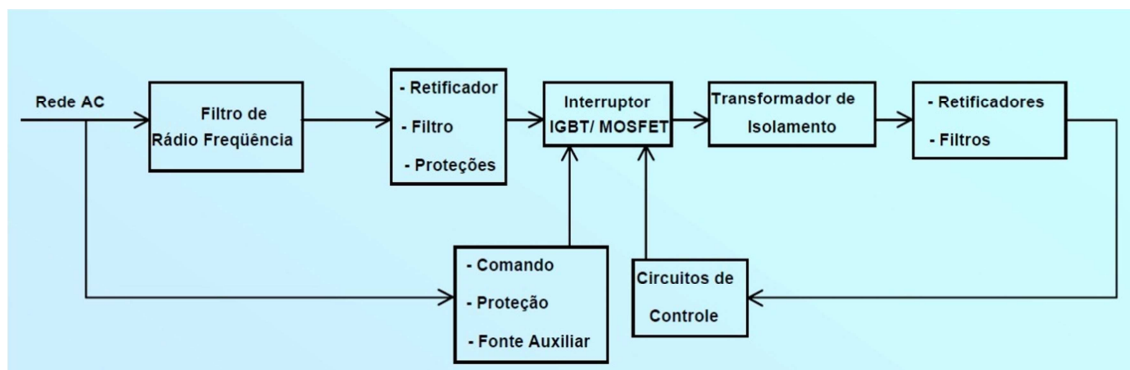 Rede AC
Filtro de
Rádio Freqüência
- Retificador
- Filtro
- Proteções
Interruptor
IGBT/ MOSFET
Transformador de
Isolamento
- Retificadores
- Filtros
- Comando
- Proteção
- Fonte Auxiliar
Circuitos de
Controle